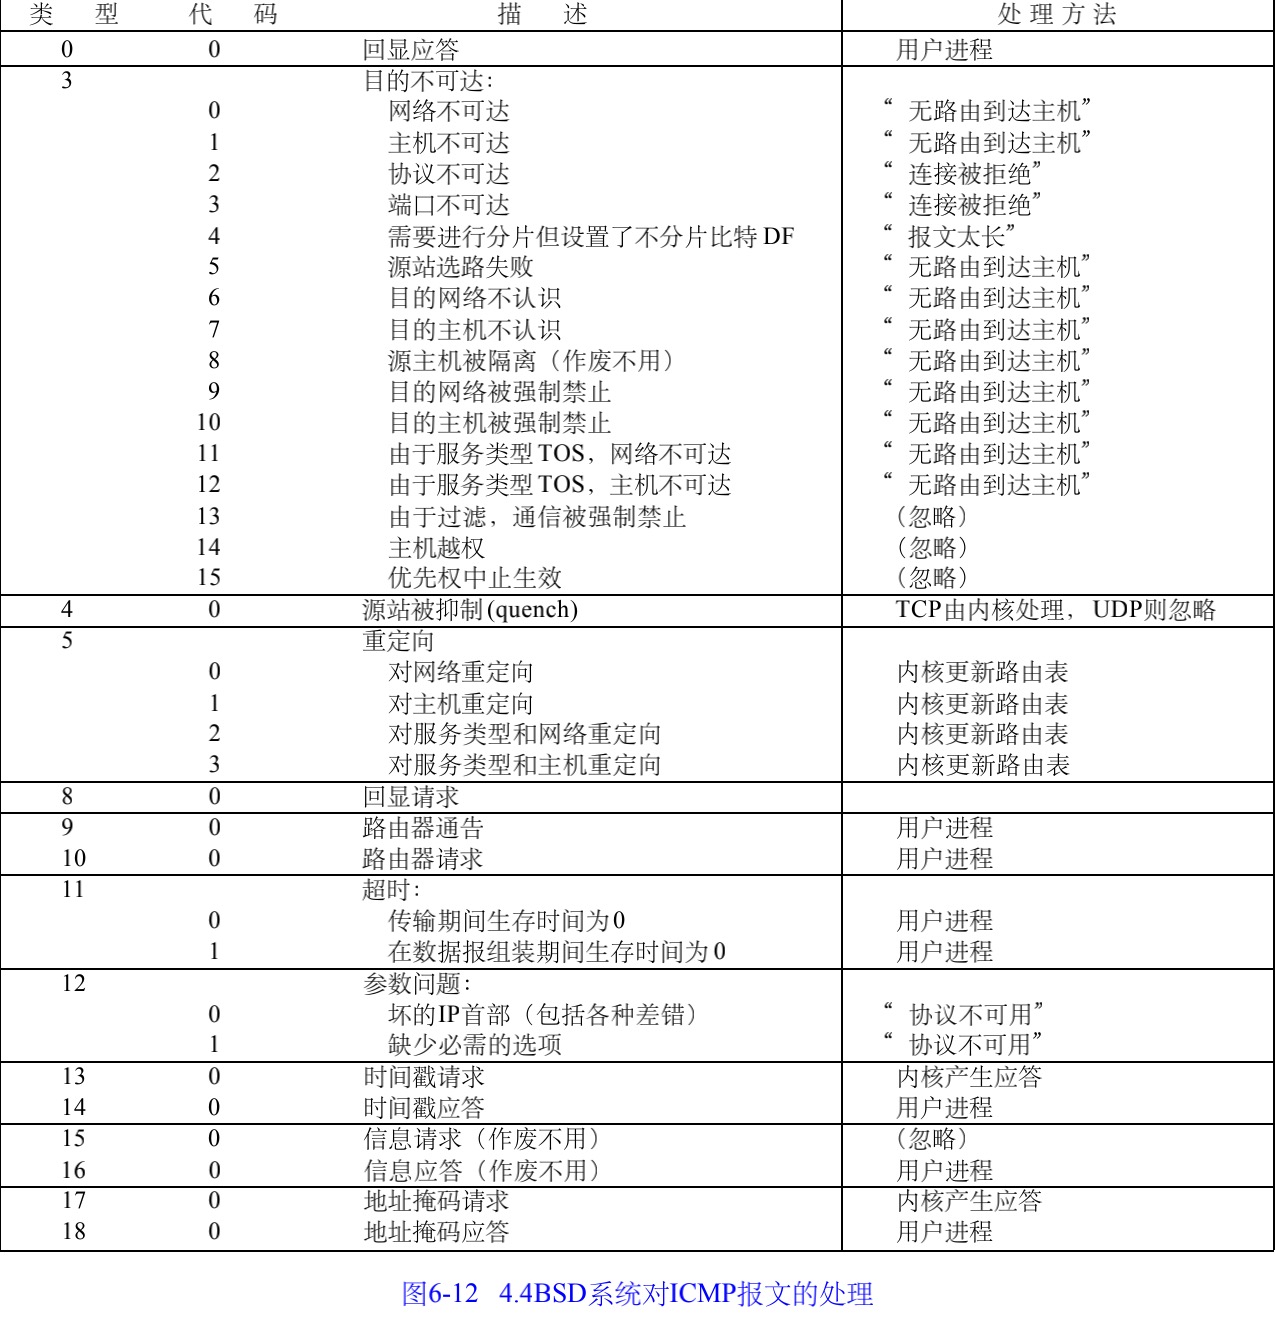 类 型 代 码 描 述 处理方法
0 0 回显应答 用户进程
3 目的不可达：
0 网络不可达 “无路由到达主机”
1 主机不可达 “无路由到达主机”
2 协议不可达 “连接被拒绝”
3 端口不可达 “连接被拒绝”
4 需要进行分片但设置了不分片比特 DF “报文太长”
5 源站选路失败 “无路由到达主机”
6 目的网络不认识 “无路由到达主机”
7 目的主机不认识 “无路由到达主机”
8 源主机被隔离（作废不用） “无路由到达主机”
9 目的网络被强制禁止 “无路由到达主机”
10 目的主机被强制禁止 “无路由到达主机”
11 由于服务类型 TOS，网络不可达 “无路由到达主机”
12 由于服务类型 TOS，主机不可达 “无路由到达主机”
13 由于过滤，通信被强制禁止 （忽略）
14 主机越权 （忽略）
15 优先权中止生效 （忽略）
4 0 源站被抑制 (quench) TCP由内核处理，UDP则忽略
5 重定向
0 对网络重定向 内核更新路由表
1 对主机重定向 内核更新路由表
2 对服务类型和网络重定向 内核更新路由表
3 对服务类型和主机重定向 内核更新路由表
8 0 回显请求
9 0 路由器通告 用户进程
10 0 路由器请求 用户进程
11 超时：
0 传输期间生存时间为0 用户进程
1 在数据报组装期间生存时间为0 用户进程
12 参数问题：
0 坏的IP首部（包括各种差错） “协议不可用”
1 缺少必需的选项 “协议不可用”
13 0 时间戳请求 内核产生应答
14 0 时间戳应答 用户进程
15 0 信息请求（作废不用） （忽略）
16 0 信息应答（作废不用） 用户进程
17 0 地址掩码请求 内核产生应答
18 0 地址掩码应答 用户进程
图6-12 4.4BSD系统对ICMP报文的处理